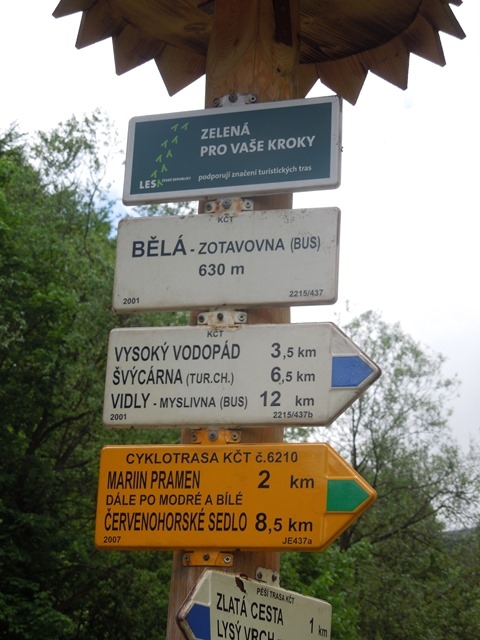 ZELENÁ
PRO VAŠE KROKY
LES ČESKÉ REPUBLIKY
podporují značení turistických tras
KČT
BĚLÁ - ZOTAVOVNA (BUS)
630 m
2001 2215/437
KČT
VYSOKÝ VODOPÁD 3,5 km
ŠVÝCÁRNA (TUR.CH.) 6,5 km
VIDLY - MYSLIVNA (BUS) 12 km
2001 2215/437b
CYKLOTRASA KČT č.6210
MARIIN PRAMEN 2 km
DÁLE PO MODRÉ A BÍLÉ
ČERVENOHORSKÉ SEDLO 8,5 km
2007 JE437a
PĚŠÍ TRASA KČT
ZLATÁ CESTA 1 km
LYSÝ VRCH